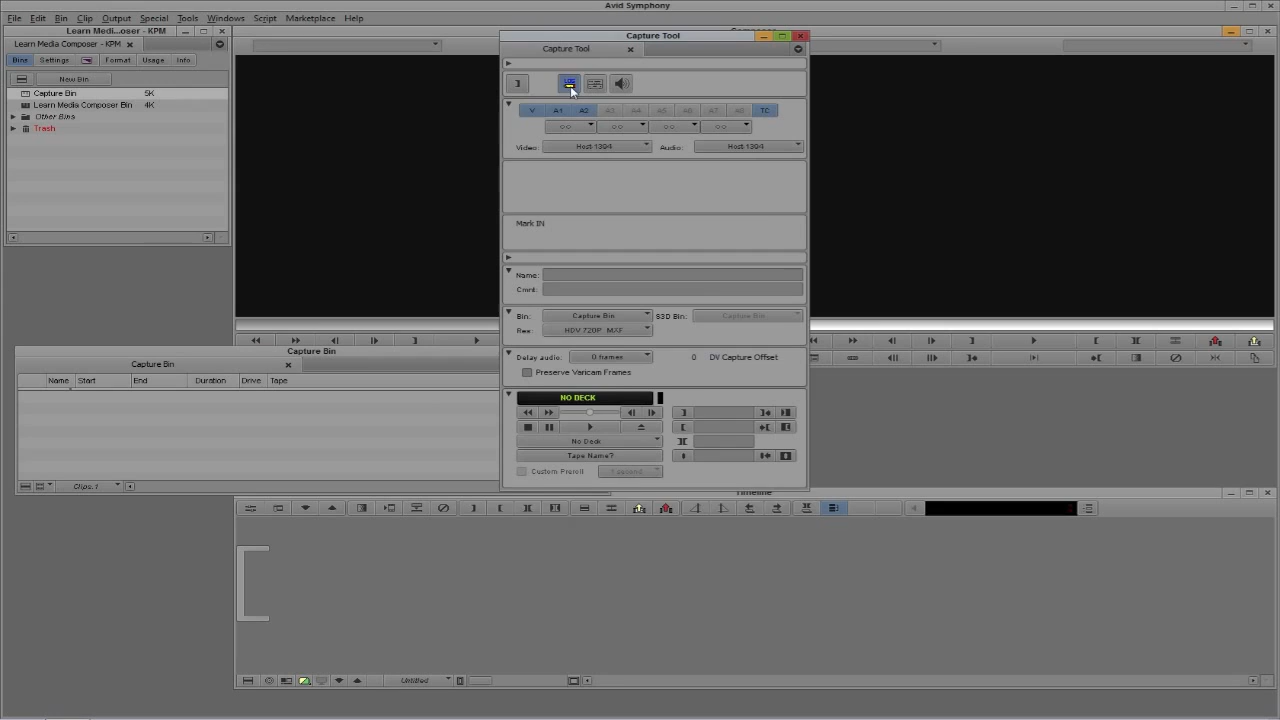 Avid Symphony
File Edit Bin Clip Output Special Tools Windows Script Marketplace Help
Learn Medi...oser - KPM
Learn Media Composer - KPM
Bins Settings Format Usage Info
New Bin
Capture Bin 5K
Learn Media Composer Bin 4K
Other Bins
Trash
Capture Tool
Capture Tool
LOG
V A1 A2 A3 A4 A5 A6 A7 A8 TC
Video: Host-1394 Audio: Host-1394
Mark IN
Name:
Cmnt:
Bin: Capture Bin S3D Bin: Capture Bin
Res: HDV 720P MXF
Delay audio: 0 frames 0 DV Capture Offset
Preserve Varicam Frames
NO DECK
No Deck
Tape Name?
Custom Preroll 1 second
Capture Bin
Capture Bin
Name Start End Duration Drive Tape
Clips.1
Timeline
Untitled